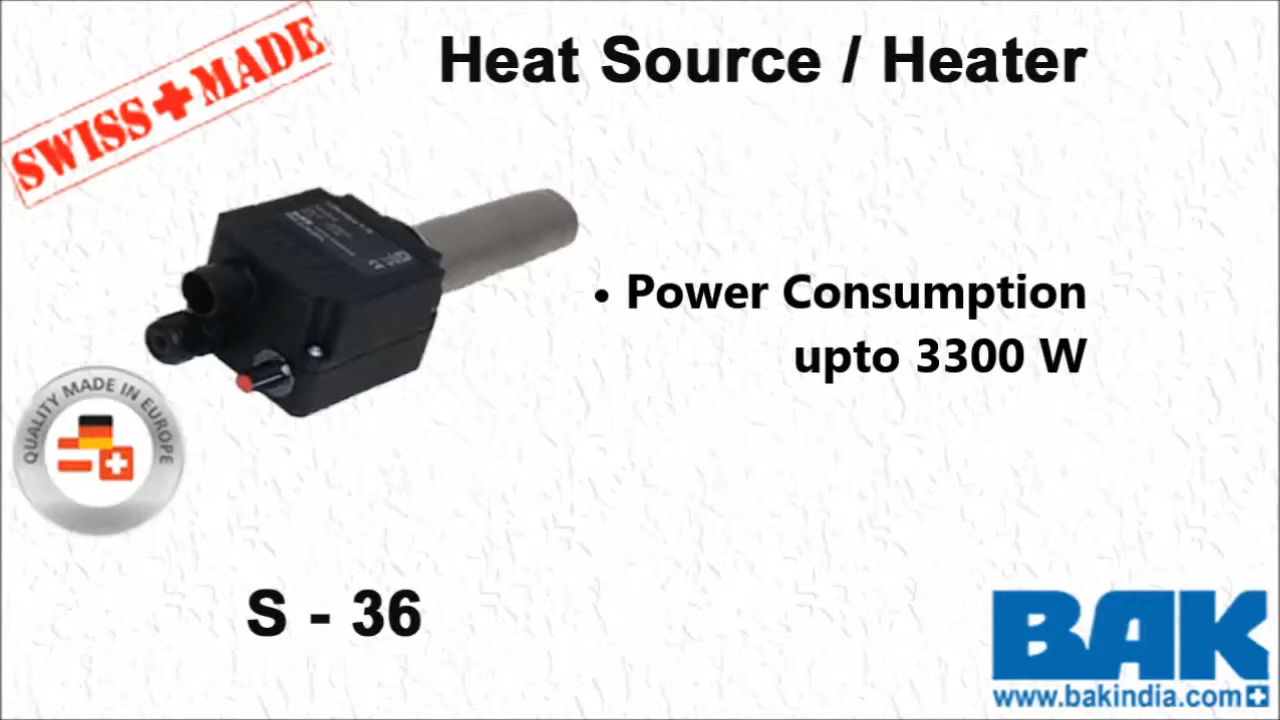 SWISS MADE
Heat Source / Heater
• Power Consumption
upto 3300 W
QUALITY MADE IN EUROPE
S - 36
BAK
www.bakindia.com